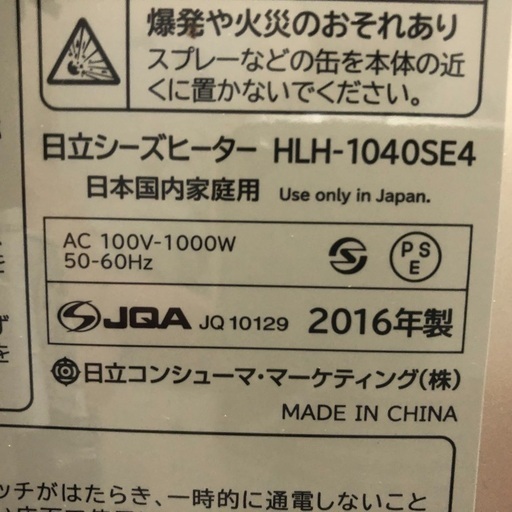 爆発や火災のおそれあり
スプレーなどの缶を本体の近
くに置かないでください。
日立シーズヒーター HLH-1040SE4
日本国内家庭用 Use only in Japan.
AC 100V-1000W
50-60Hz
PSE
JQA JQ 10129 2016年製
日立コンシューマ・マーケティング(株)
MADE IN CHINA
ッチがはたらき、一時的に通電しないこと